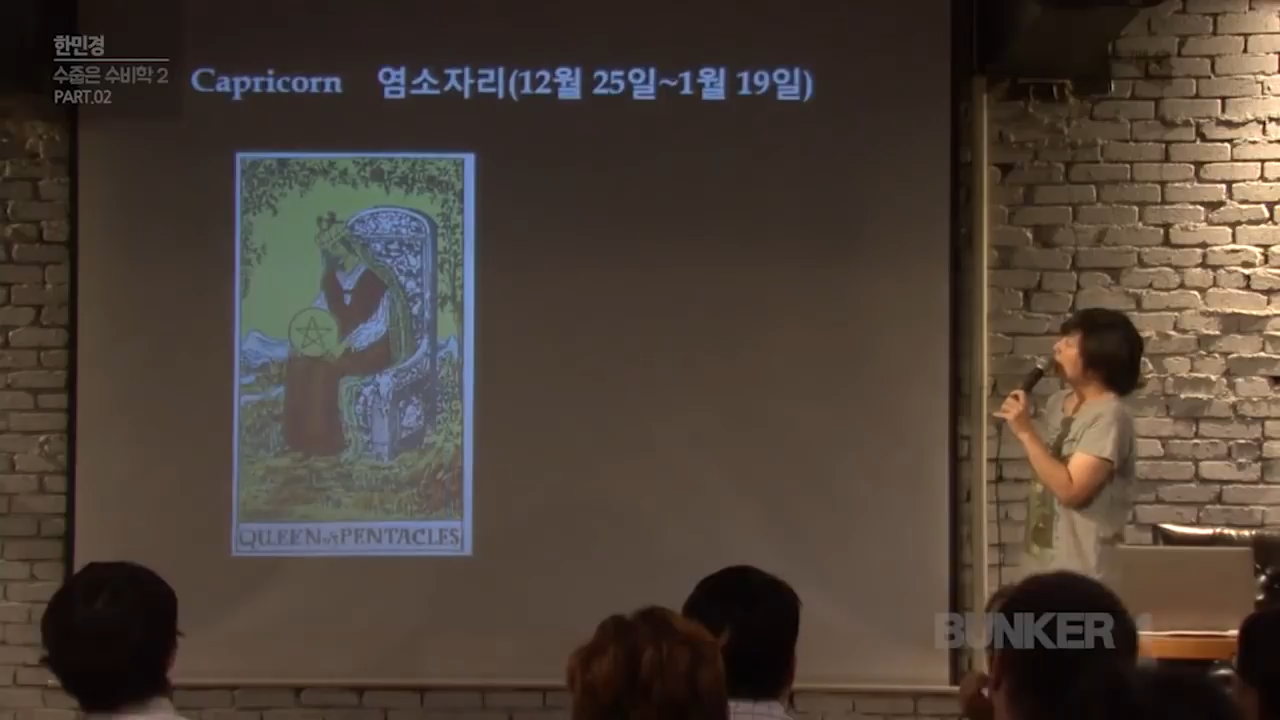 한민경
수줍은 수비학 2
PART.02
Capricorn 염소자리(12월 25일~1월 19일)
QUEEN of PENTACLES
BUNKER 1